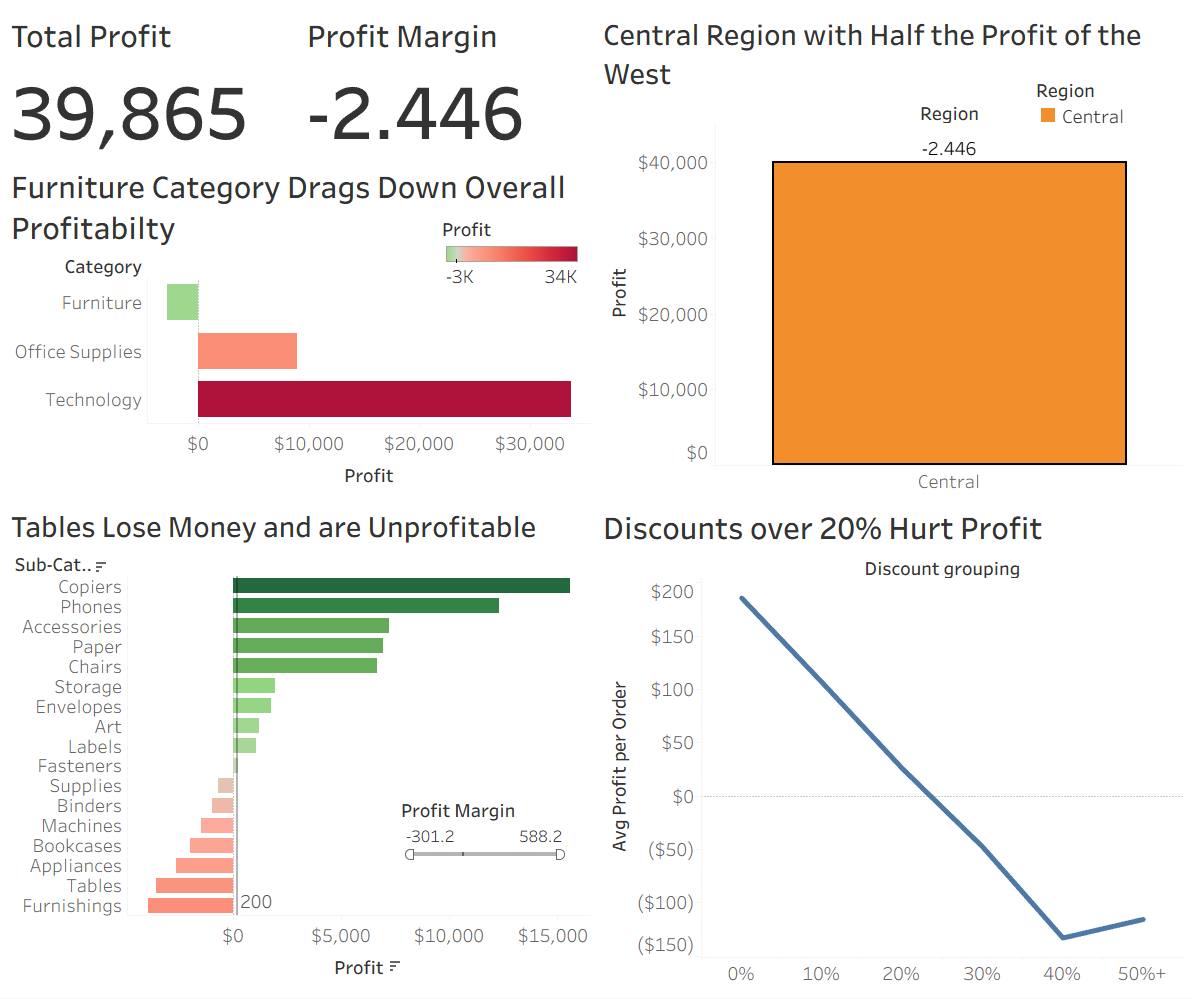 Total Profit
39,865
Profit Margin
-2.446
Furniture Category Drags Down Overall
Profitabilty
Profit
-3K 34K
Category
Furniture
Office Supplies
Technology
$0 $10,000 $20,000 $30,000
Profit
Central Region with Half the Profit of the
West
Region
Central
Region
-2.446
$40,000
$30,000
$20,000
$10,000
$0
Profit
Central
Tables Lose Money and are Unprofitable
Sub-Cat..
Copiers
Phones
Accessories
Paper
Chairs
Storage
Envelopes
Art
Labels
Fasteners
Supplies
Binders
Machines
Bookcases
Appliances
Tables
Furnishings
200
Profit Margin
-301.2 588.2
$0 $5,000 $10,000 $15,000
Profit
Discounts over 20% Hurt Profit
Discount grouping
$200
$150
$100
$50
$0
($50)
($100)
($150)
Avg Profit per Order
0% 10% 20% 30% 40% 50%+